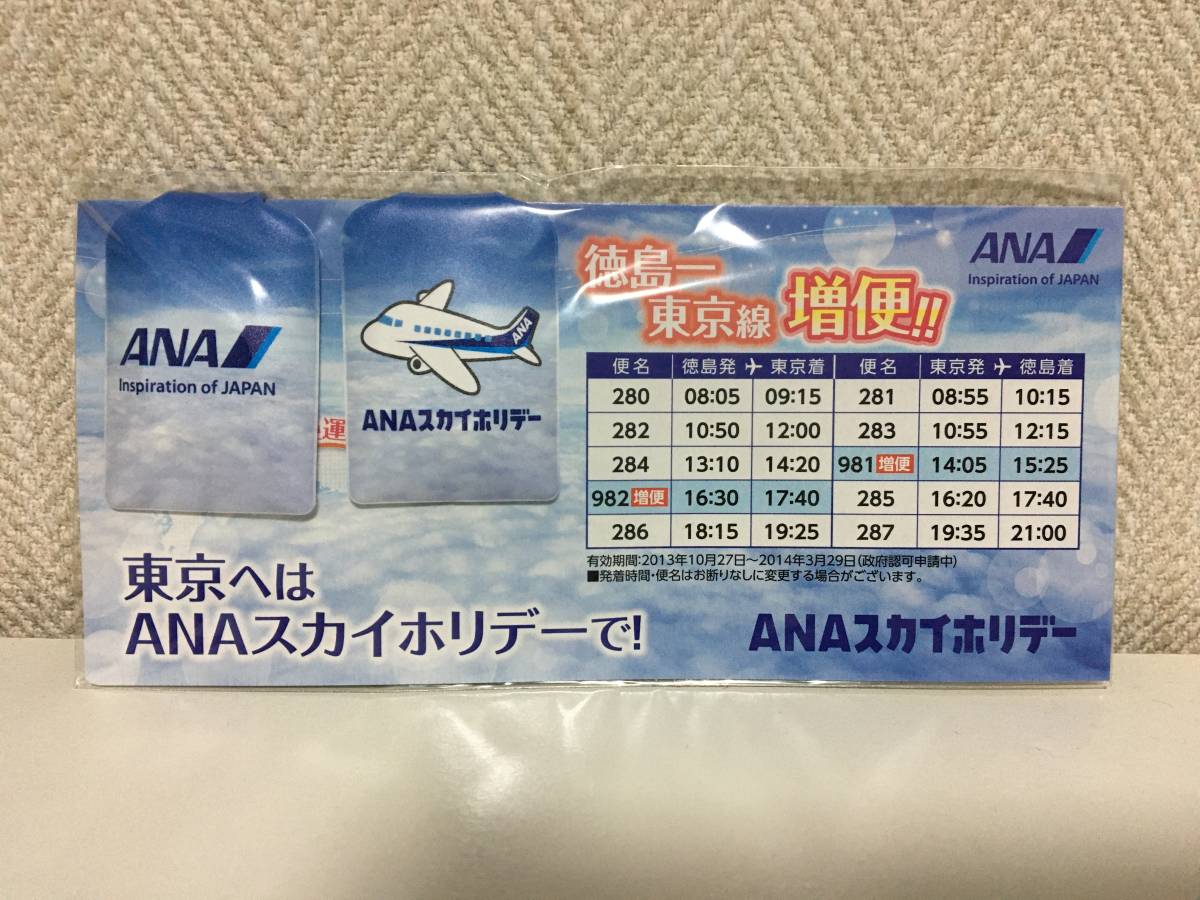 ANA
Inspiration of JAPAN
運
ANA
ANAスカイホリデー
徳島ー
東京線 増便!!
ANA
Inspiration of JAPAN
便名 徳島発 東京着 便名 東京発 徳島着
280 08:05 09:15 281 08:55 10:15
282 10:50 12:00 283 10:55 12:15
284 13:10 14:20 981 増便 14:05 15:25
982 増便 16:30 17:40 285 16:20 17:40
286 18:15 19:25 287 19:35 21:00
有効期間:2013年10月27日〜2014年3月29日(政府認可申請中)
■発着時間・便名はお断りなしに変更する場合がございます。
東京へは
ANAスカイホリデーで!
ANAスカイホリデー